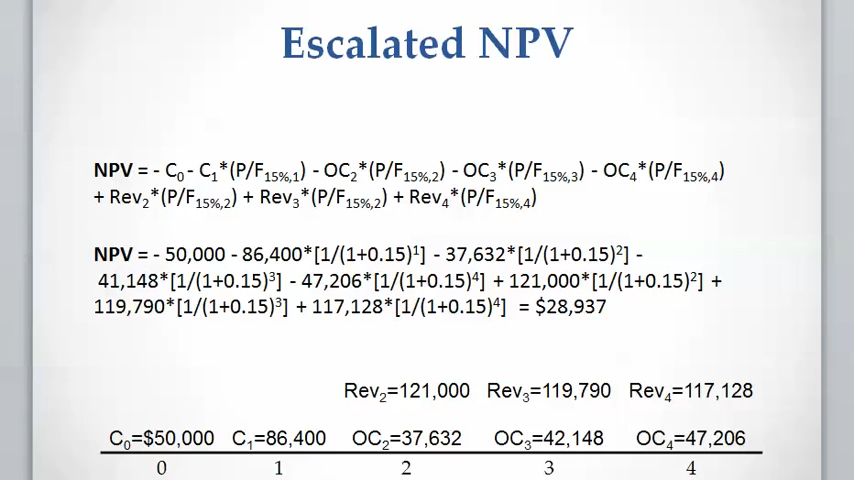 Escalated NPV
NPV = - C₀ - C₁*(P/F₁₅%,₁) - OC₂*(P/F₁₅%,₂) - OC₃*(P/F₁₅%,₃) - OC₄*(P/F₁₅%,₄)
+ Rev₂*(P/F₁₅%,₂) + Rev₃*(P/F₁₅%,₂) + Rev₄*(P/F₁₅%,₄)
NPV = - 50,000 - 86,400*[1/(1+0.15)¹] - 37,632*[1/(1+0.15)²] -
41,148*[1/(1+0.15)³] - 47,206*[1/(1+0.15)⁴] + 121,000*[1/(1+0.15)²] +
119,790*[1/(1+0.15)³] + 117,128*[1/(1+0.15)⁴] = $28,937
Rev₂=121,000 Rev₃=119,790 Rev₄=117,128
C₀=$50,000 C₁=86,400 OC₂=37,632 OC₃=42,148 OC₄=47,206
0 1 2 3 4